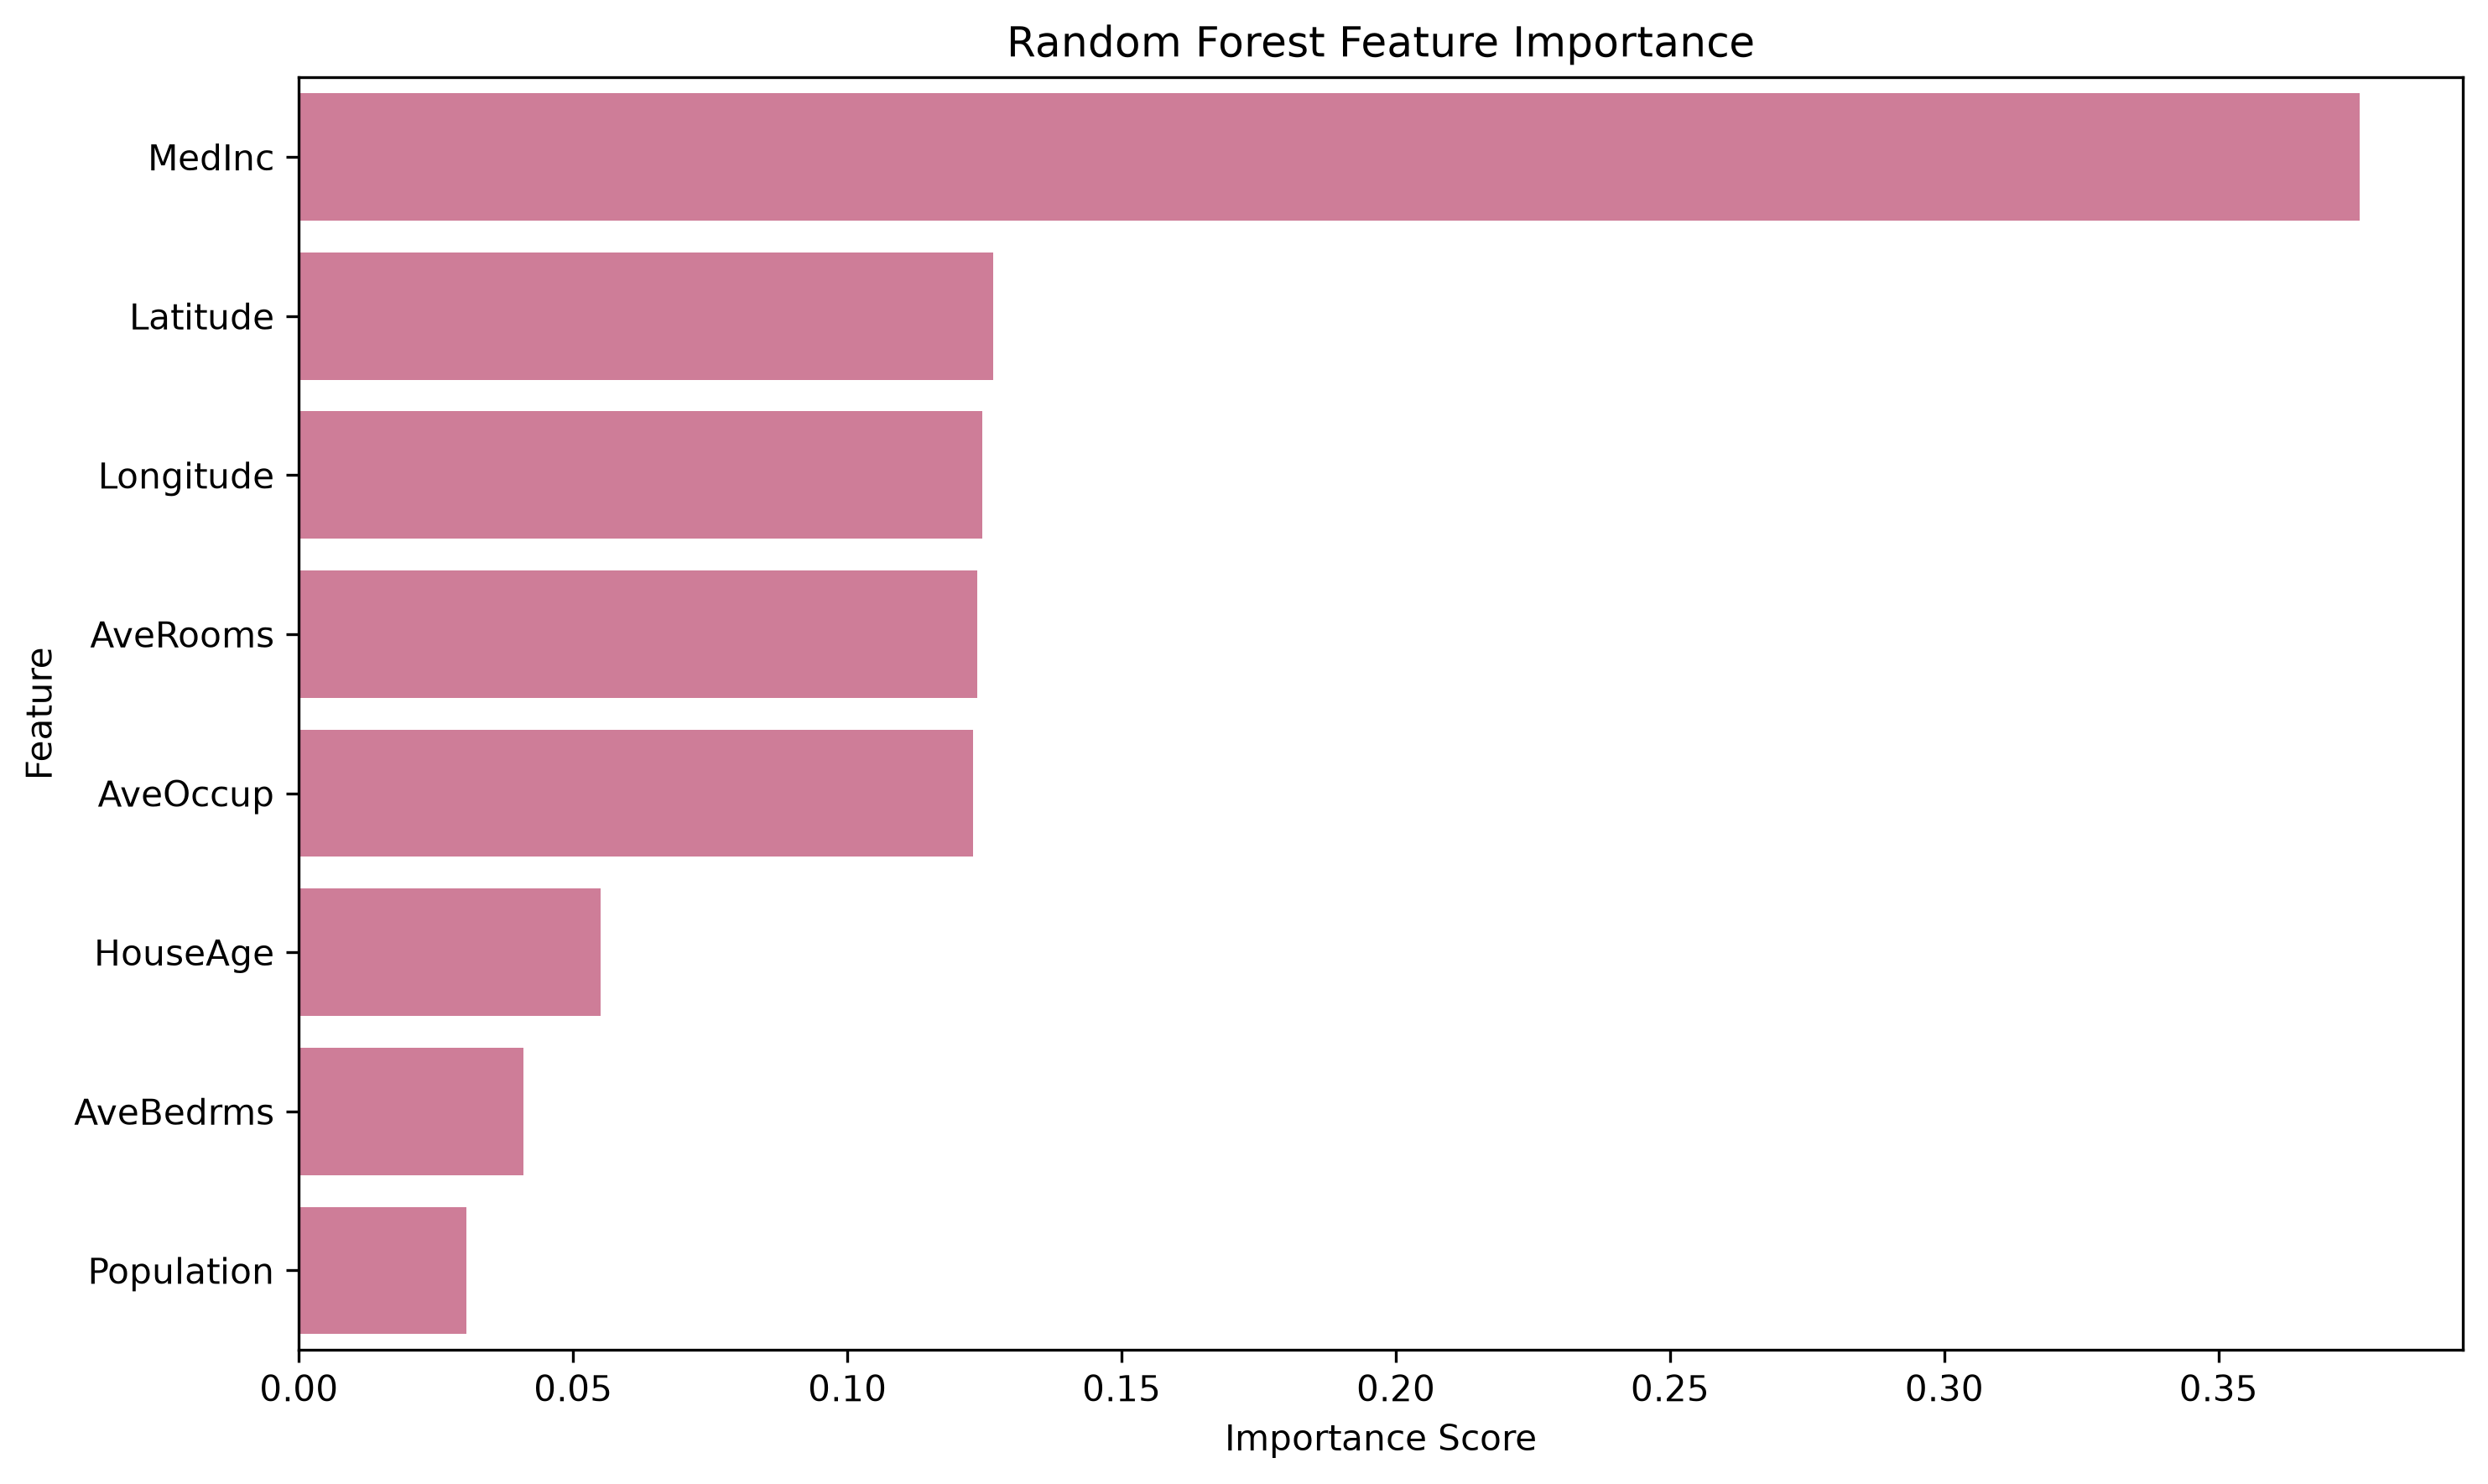 Random Forest Feature Importance
Feature
MedInc
Latitude
Longitude
AveRooms
AveOccup
HouseAge
AveBedrms
Population
0.00 0.05 0.10 0.15 0.20 0.25 0.30 0.35
Importance Score